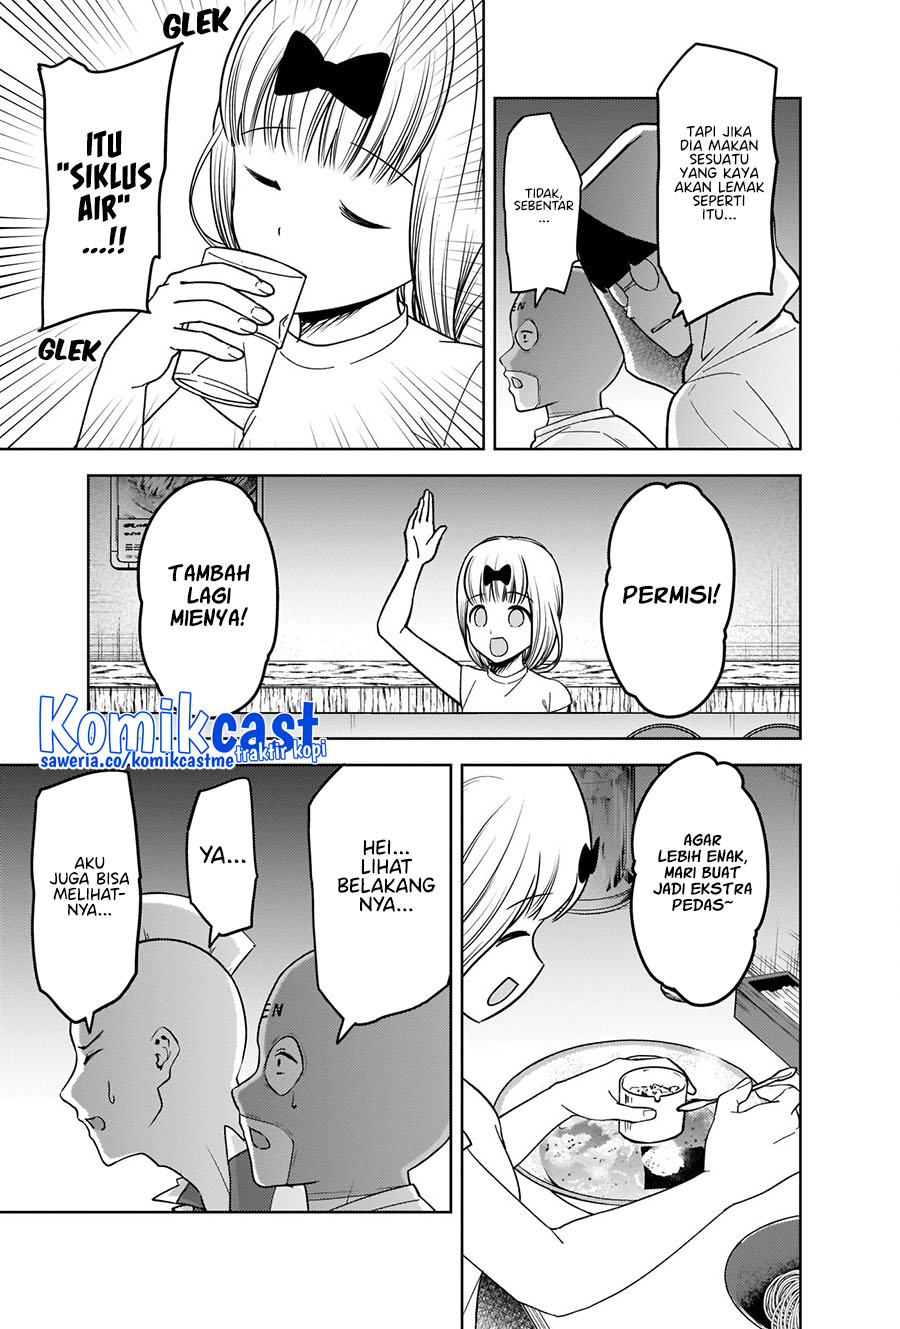 TAPI JIKA
DIA MAKAN
SESUATU
YANG KAYA
AKAN LEMAK
SEPERTI
ITU...
TIDAK,
SEBENTAR
...
EN
GLEK
ITU
"SIKLUS
AIR"
...!!
GLEK
PERMISI!
TAMBAH
LAGI
MIENYA!
Komikcast
traktir kopi
saweria.co/komikcastme
AGAR
LEBIH ENAK,
MARI BUAT
JADI EKSTRA
PEDAS~
HEI...
LIHAT
BELAKANG
NYA...
YA...
AKU
JUGA BISA
MELIHAT-
NYA...
EN